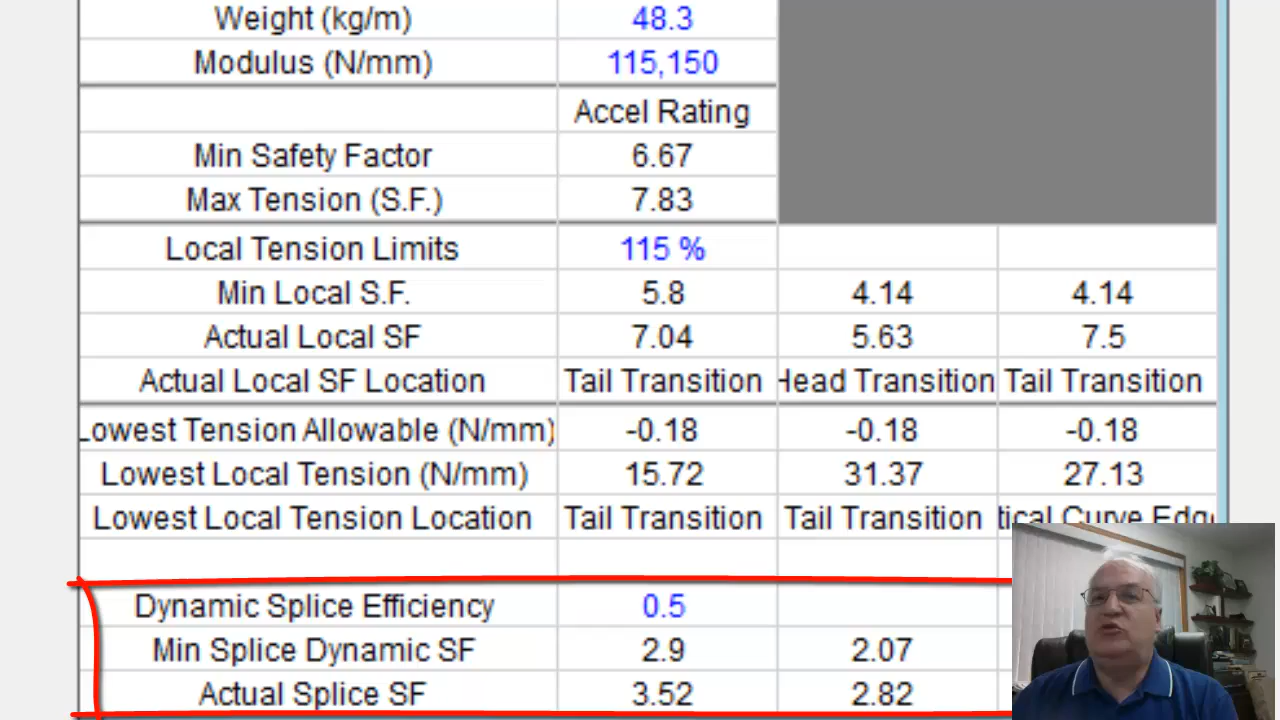 Weight (kg/m) 48.3
Modulus (N/mm) 115,150
Accel Rating
Min Safety Factor 6.67
Max Tension (S.F.) 7.83
Local Tension Limits 115 %
Min Local S.F. 5.8 4.14 4.14
Actual Local SF 7.04 5.63 7.5
Actual Local SF Location Tail Transition Head Transition Tail Transition
Lowest Tension Allowable (N/mm) -0.18 -0.18 -0.18
Lowest Local Tension (N/mm) 15.72 31.37 27.13
Lowest Local Tension Location Tail Transition Tail Transition tical Curve Edge
Dynamic Splice Efficiency 0.5
Min Splice Dynamic SF 2.9 2.07
Actual Splice SF 3.52 2.82